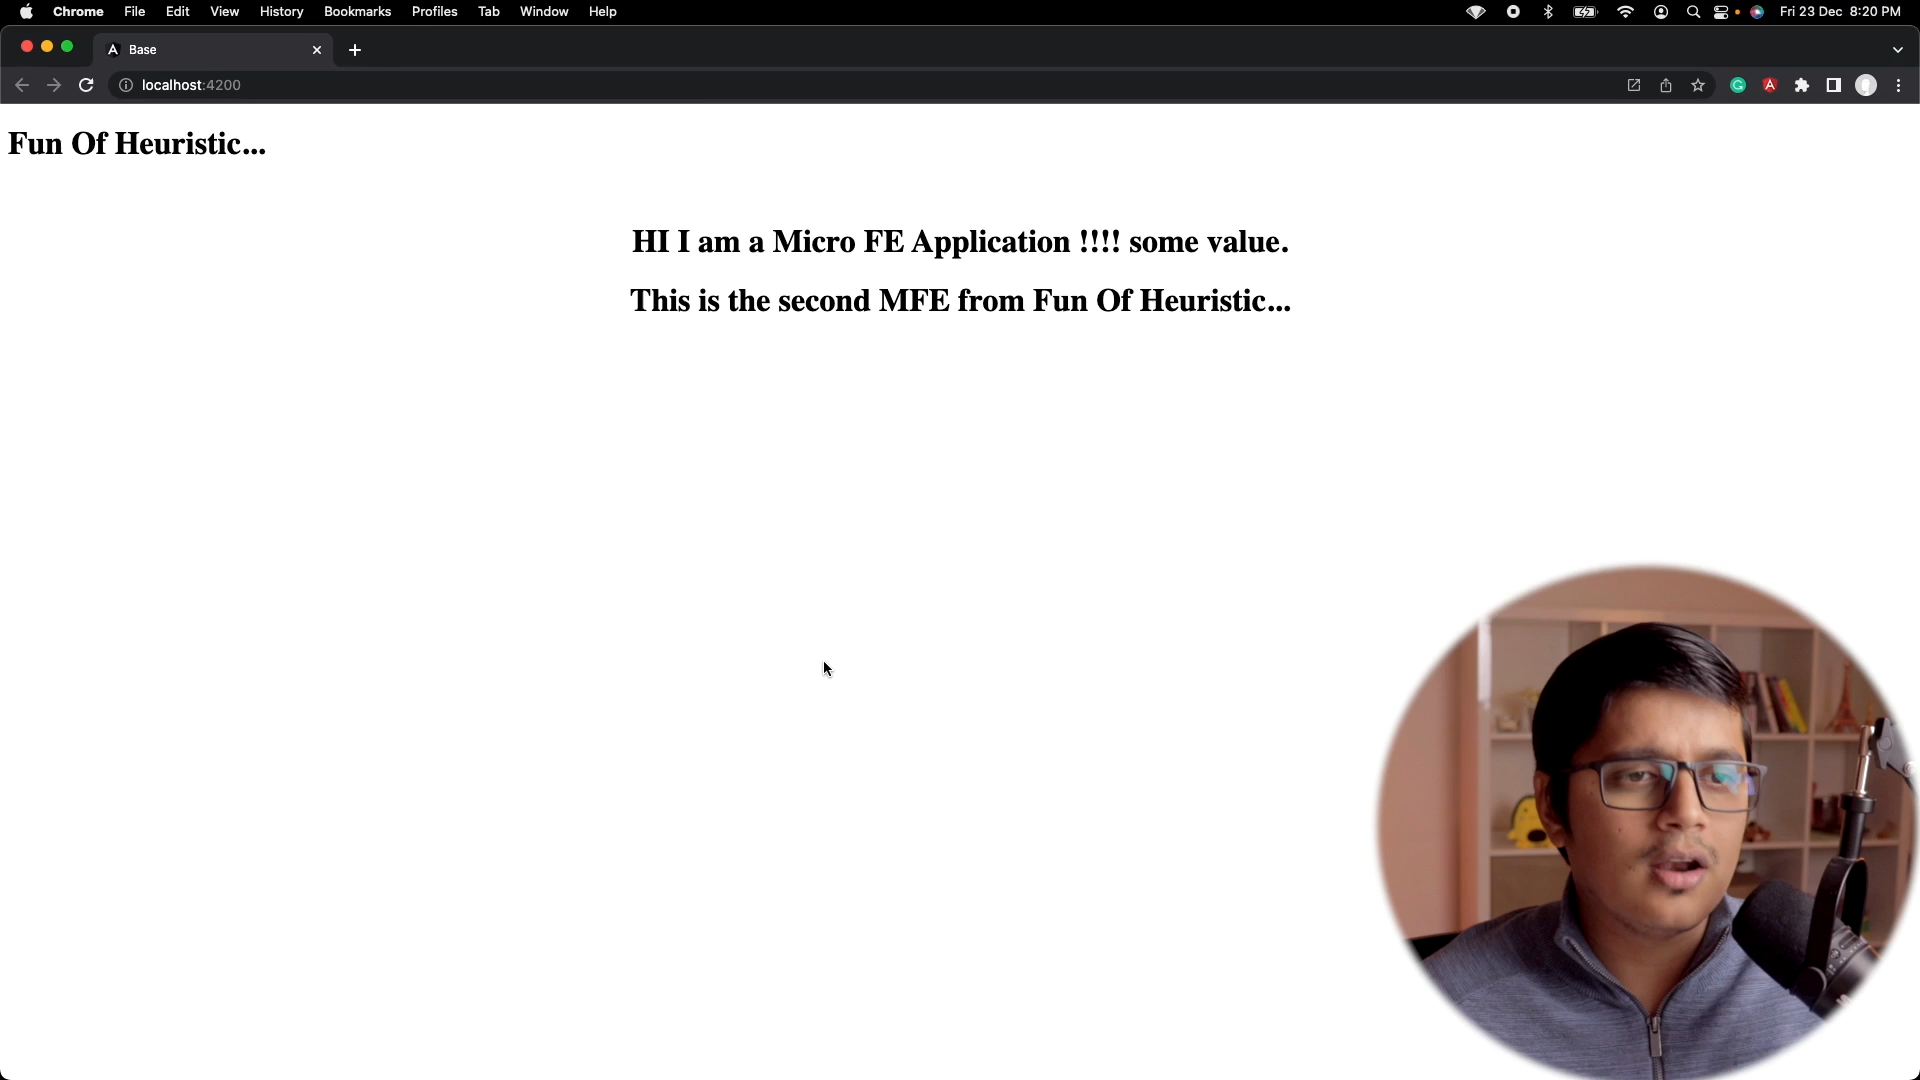 Chrome File Edit View History Bookmarks Profiles Tab Window Help Fri 23 Dec 8:20 PM
Base
localhost:4200
Fun Of Heuristic...
HI I am a Micro FE Application !!!! some value.
This is the second MFE from Fun Of Heuristic...